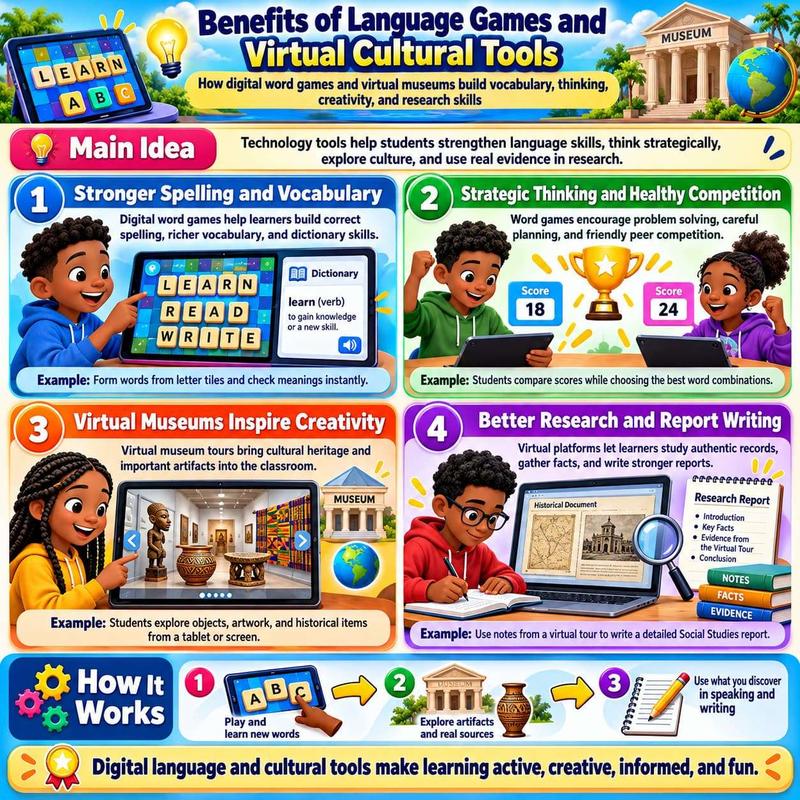 Benefits of Language Games and
Virtual Cultural Tools
How digital word games and virtual museums build vocabulary, thinking,
creativity, and research skills
LEARN
ABC
MUSEUM
Main Idea
Technology tools help students strengthen language skills, think strategically,
explore culture, and use real evidence in research.
1
Stronger Spelling and Vocabulary
Digital word games help learners build correct
spelling, richer vocabulary, and dictionary skills.
LEARN
READ
WRITE
Dictionary
learn (verb)
to gain knowledge
or a new skill.
Example: Form words from letter tiles and check meanings instantly.
2
Strategic Thinking and Healthy Competition
Word games encourage problem solving, careful
planning, and friendly peer competition.
Score
18
Score
24
Example: Students compare scores while choosing the best word combinations.
3
Virtual Museums Inspire Creativity
Virtual museum tours bring cultural heritage and
important artifacts into the classroom.
MUSEUM
Example: Students explore objects, artwork, and historical items
from a tablet or screen.
4
Better Research and Report Writing
Virtual platforms let learners study authentic records,
gather facts, and write stronger reports.
Historical Document
Research Report
• Introduction
• Key Facts
• Evidence from
the Virtual Tour
• Conclusion
NOTES
FACTS
EVIDENCE
Example: Use notes from a virtual tour to write a detailed Social Studies report.
How It
Works
1
ABC
Play and
learn new words
2
MUSEUM
Explore artifacts
and real sources
3
Use what you discover
in speaking and
writing
Digital language and cultural tools make learning active, creative, informed, and fun.